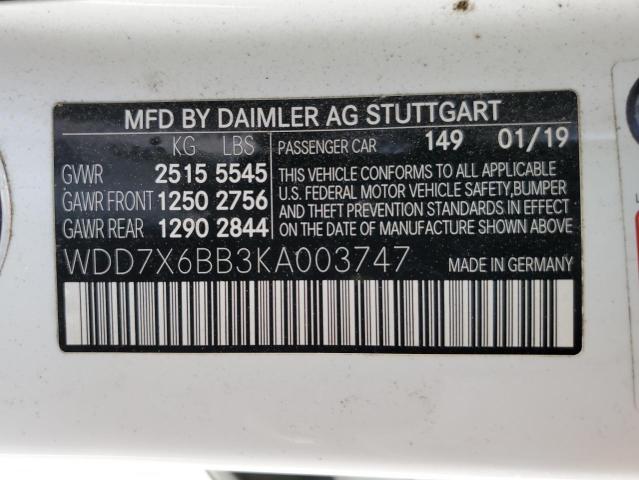 MFD BY DAIMLER AG STUTTGART
KG LBS PASSENGER CAR 149 01/19
GVWR 2515 5545
GAWR FRONT 1250 2756
GAWR REAR 1290 2844
THIS VEHICLE CONFORMS TO ALL APPLICABLE
U.S. FEDERAL MOTOR VEHICLE SAFETY,BUMPER
AND THEFT PREVENTION STANDARDS IN EFFECT
ON DATE OF MANUFACTURE SHOWN ABOVE
WDD7X6BB3KA003747 MADE IN GERMANY